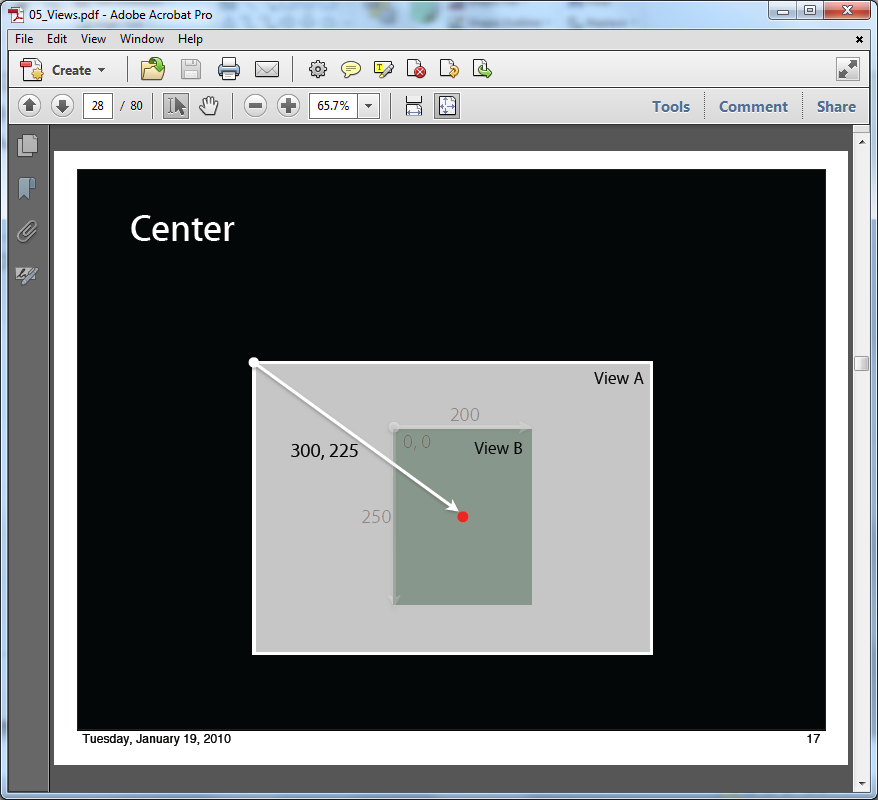 05_Views.pdf - Adobe Acrobat Pro
File Edit View Window Help
Create
28 / 80 65.7% Tools Comment Share
Center
View A
200
0, 0
View B
300, 225
250
Tuesday, January 19, 2010 17